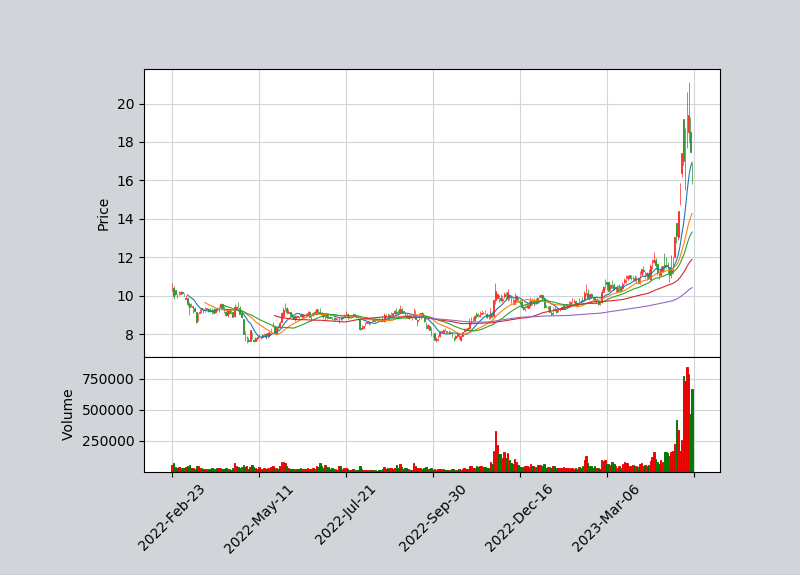 20
18
16
14
12
10
8
Price
750000
500000
250000
Volume
2022-Feb-23
2022-May-11
2022-Jul-21
2022-Sep-30
2022-Dec-16
2023-Mar-06